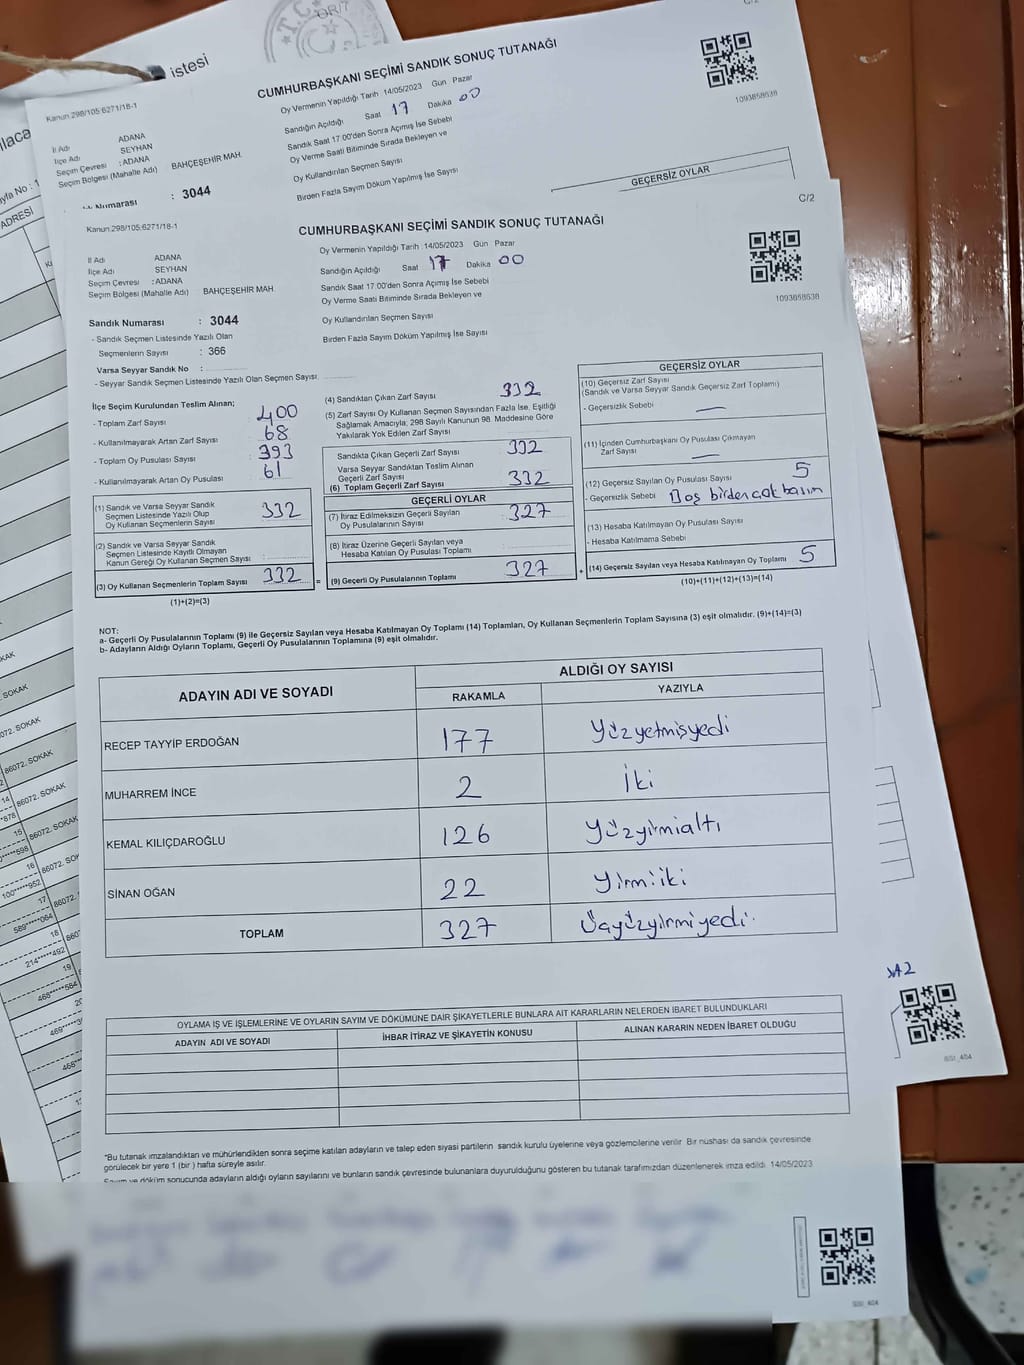 istesi
ilaca
yfa No : 1
ADRESİ
Kanun 298/105;6271/18-1
CUMHURBAŞKANI SEÇİMİ SANDIK SONUÇ TUTANAĞI
C/2
Oy Vermenin Yapıldığı Tarih 14/05/2023 Gün Pazar
1093858638
İl Adı ADANA
Sandığın Açıldığı Saat 17 Dakika 00
İlçe Adı SEYHAN
Sandık Saat 17:00'den Sonra Açımış İse Sebebi
Seçim Çevresi : ADANA
Oy Verme Saati Bitiminde Sırada Bekleyen ve
Seçim Bölgesi (Mahalle Adı) BAHÇEŞEHİR MAH.
Oy Kullandırılan Seçmen Sayısı
Numarası : 3044
Birden Fazla Sayım Döküm Yapılmış İse Sayısı
GEÇERSİZ OYLAR
C/2
Kanun 298/105;6271/18-1
CUMHURBAŞKANI SEÇİMİ SANDIK SONUÇ TUTANAĞI
Oy Vermenin Yapıldığı Tarih 14/05/2023 Gün Pazar
İl Adı ADANA
Sandığın Açıldığı Saat 17 Dakika 00
İlçe Adı SEYHAN
Sandık Saat 17:00'den Sonra Açımış İse Sebebi
Seçim Çevresi : ADANA
Oy Verme Saati Bitiminde Sırada Bekleyen ve
Seçim Bölgesi (Mahalle Adı) BAHÇEŞEHİR MAH.
1093858638
Oy Kullandırılan Seçmen Sayısı
Sandık Numarası : 3044
Birden Fazla Sayım Döküm Yapılmış İse Sayısı
- Sandık Seçmen Listesinde Yazılı Olan
Seçmenlerin Sayısı : 366
Varsa Seyyar Sandık No :
- Seyyar Sandık Seçmen Listesinde Yazılı Olan Seçmen Sayısı:
İlçe Seçim Kurulundan Teslim Alınan;
- Toplam Zarf Sayısı 400
- Kullanılmayarak Artan Zarf Sayısı 68
- Toplam Oy Pusulası Sayısı 393
- Kullanılmayarak Artan Oy Pusulası 61
(1) Sandık ve Varsa Seyyar Sandık
Seçmen Listesinde Yazılı Olup
Oy Kullanan Seçmenlerin Sayısı 332
(2) Sandık ve Varsa Seyyar Sandık
Seçmen Listesinde Kayıtlı Olmayan
Kanun Gereği Oy Kullanan Seçmen Sayısı
(3) Oy Kullanan Seçmenlerin Toplam Sayısı 332 =
(1)+(2)=(3)
(4) Sandıktan Çıkan Zarf Sayısı 332
(5) Zarf Sayısı Oy Kullanan Seçmen Sayısından Fazla İse, Eşitliği
Sağlamak Amacıyla; 298 Sayılı Kanunun 98. Maddesine Göre
Yakılarak Yok Edilen Zarf Sayısı
Sandıkta Çıkan Geçerli Zarf Sayısı 332
Varsa Seyyar Sandıktan Teslim Alınan
Geçerli Zarf Sayısı
(6) Toplam Geçerli Zarf Sayısı 332
GEÇERLİ OYLAR
(7) İtiraz Edilmeksizin Geçerli Sayılan
Oy Pusulalarının Sayısı 327
(8) İtiraz Üzerine Geçerli Sayılan veya
Hesaba Katılan Oy Pusulası Toplamı
(9) Geçerli Oy Pusulalarının Toplamı 327 +
GEÇERSİZ OYLAR
(10) Geçersiz Zarf Sayısı
(Sandık ve Varsa Seyyar Sandık Geçersiz Zarf Toplamı)
- Geçersizlik Sebebi —
(11) İçinden Cumhurbaşkanı Oy Pusulası Çıkmayan
Zarf Sayısı —
(12) Geçersiz Sayılan Oy Pusulası Sayısı 5
- Geçersizlik Sebebi birden çok basım
(13) Hesaba Katılmayan Oy Pusulası Sayısı
- Hesaba Katılmama Sebebi
(14) Geçersiz Sayılan veya Hesaba Katılmayan Oy Toplamı 5
(10)+(11)+(12)+(13)=(14)
NOT:
a- Geçerli Oy Pusulalarının Toplamı (9) ile Geçersiz Sayılan veya Hesaba Katılmayan Oy Toplamı (14) Toplamları, Oy Kullanan Seçmenlerin Toplam Sayısına (3) eşit olmalıdır. (9)+(14)=(3)
b- Adayların Aldığı Oyların Toplamı, Geçerli Oy Pusulalarının Toplamına (9) eşit olmalıdır.
ADAYIN ADI VE SOYADI ALDIĞI OY SAYISI
RAKAMLA YAZIYLA
RECEP TAYYİP ERDOĞAN 177 Yüzyetmişyedi
MUHARREM İNCE 2 İki
KEMAL KILIÇDAROĞLU 126 Yüzyirmialtı
SİNAN OĞAN 22 Yirmiiki
TOPLAM 327 Üçyüzyirmiyedi
OYLAMA İŞ VE İŞLEMLERİNE VE OYLARIN SAYIM VE DÖKÜMÜNE DAİR ŞİKAYETLERLE BUNLARA AİT KARARLARIN NELERDEN İBARET BULUNDUKLARI
ADAYIN ADI VE SOYADI İHBAR İTİRAZ VE ŞİKAYETİN KONUSU ALINAN KARARIN NEDEN İBARET OLDUĞU
*Bu tutanak imzalandıktan ve mühürlendikten sonra seçime katılan adayların ve talep eden siyasi partilerin sandık kurulu üyelerine veya gözlemcilerine verilir. Bir nüshası da sandık çevresinde
görülecek bir yere 1 (bir ) hafta süreyle asılır.
Sayım ve döküm sonucunda adayların aldığı oyların sayılarını ve bunların sandık çevresinde bulunanlara duyurulduğunu gösteren bu tutanak tarafımızdan düzenlenerek imza edildi. 14/05/2023
SSI_404
SSI_404